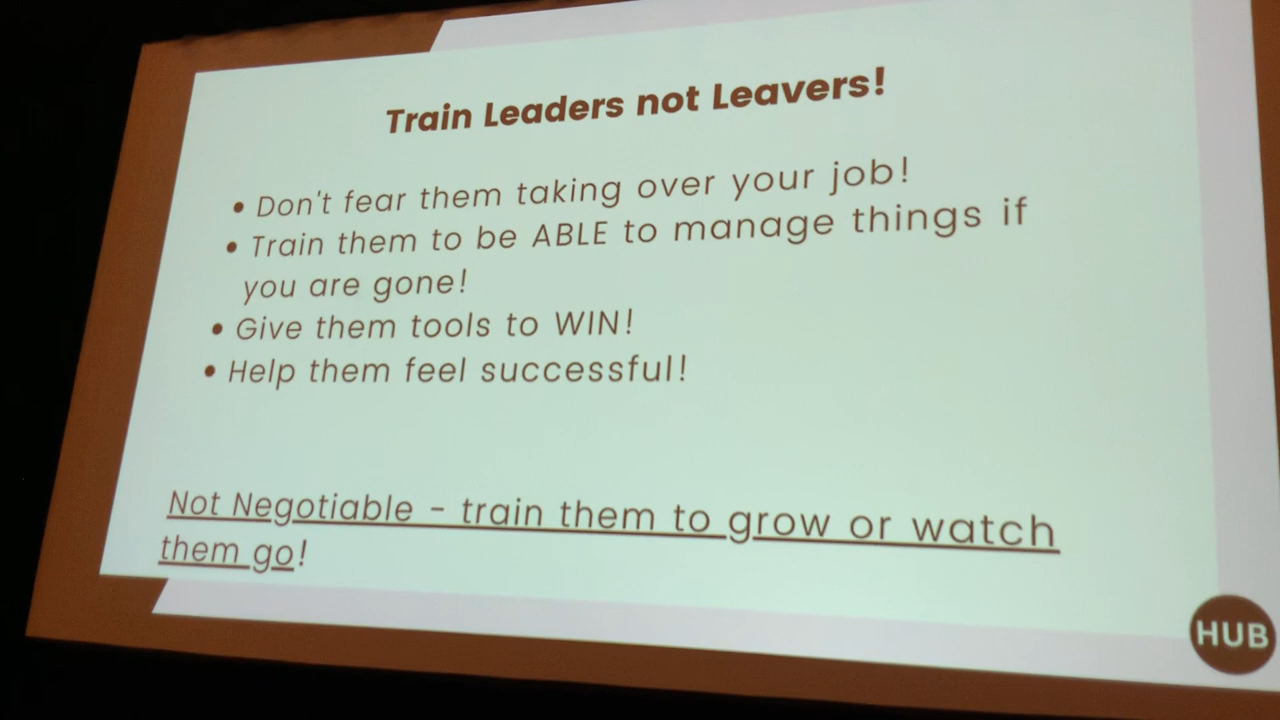 Train Leaders not Leavers!
• Don't fear them taking over your job!
• Train them to be ABLE to manage things if
you are gone!
• Give them tools to WIN!
• Help them feel successful!
Not Negotiable - train them to grow or watch
them go!
HUB